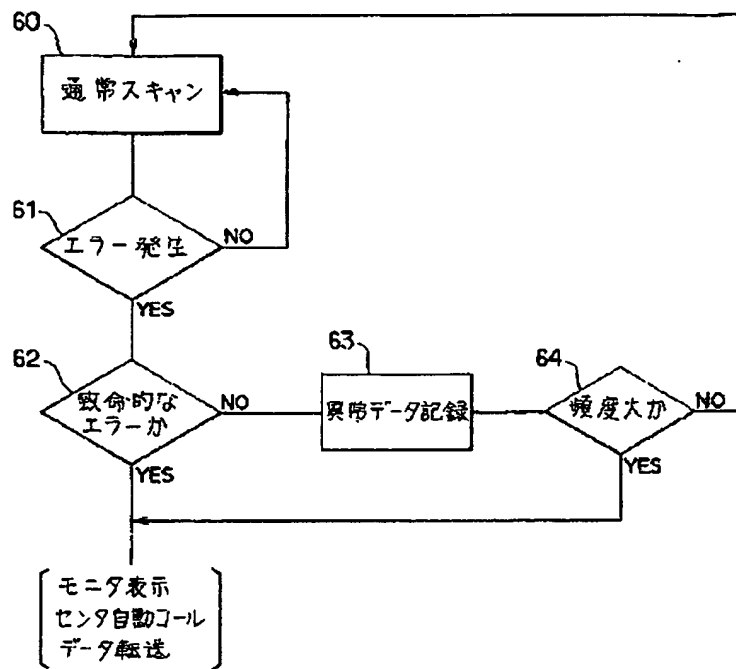 60
通常スキャン
61
エラー発生
NO
YES
62
致命的な
エラーか
NO
YES
63
異常データ記録
64
頻度大か
NO
YES
モニタ表示
センタ自動コール
データ転送